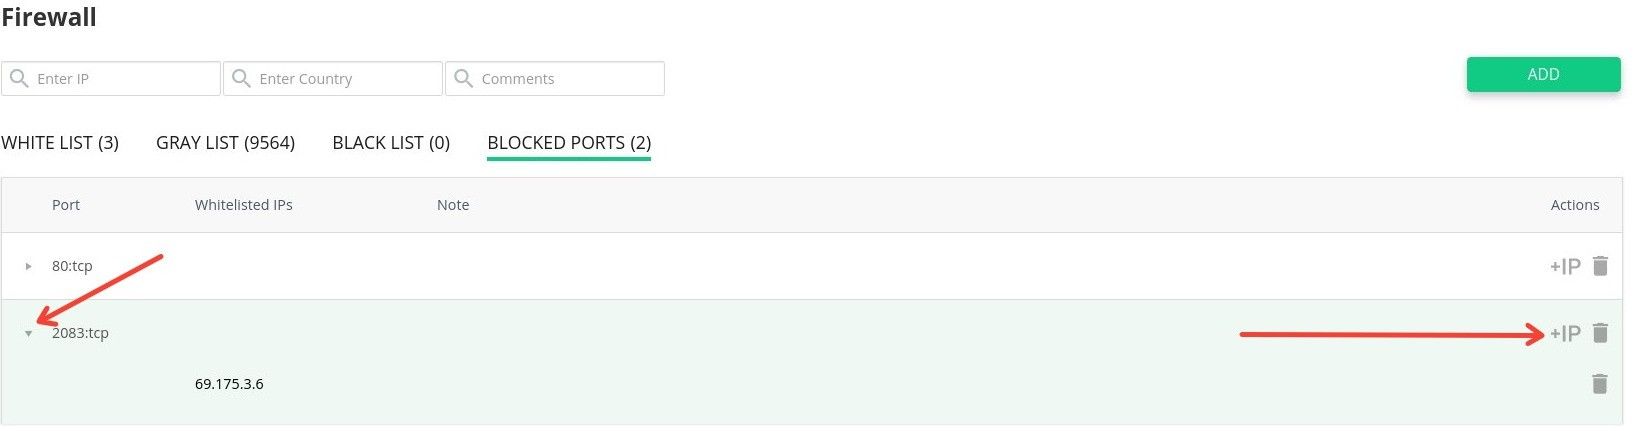 Firewall
Enter IP Enter Country Comments ADD
WHITE LIST (3) GRAY LIST (9564) BLACK LIST (0) BLOCKED PORTS (2)
Port Whitelisted IPs Note Actions
80:tcp +IP
2083:tcp +IP
69.175.3.6